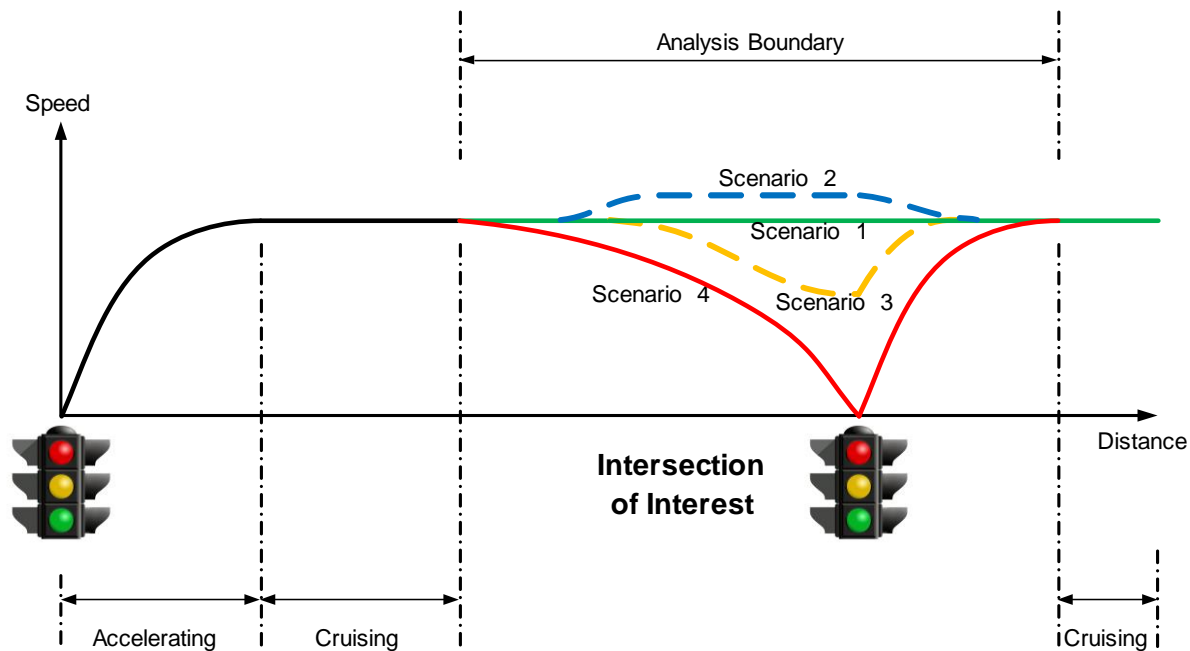 Analysis Boundary
Speed
Scenario 2
Scenario 1
Scenario 4
Scenario 3
Distance
Intersection
of Interest
Accelerating
Cruising
Cruising